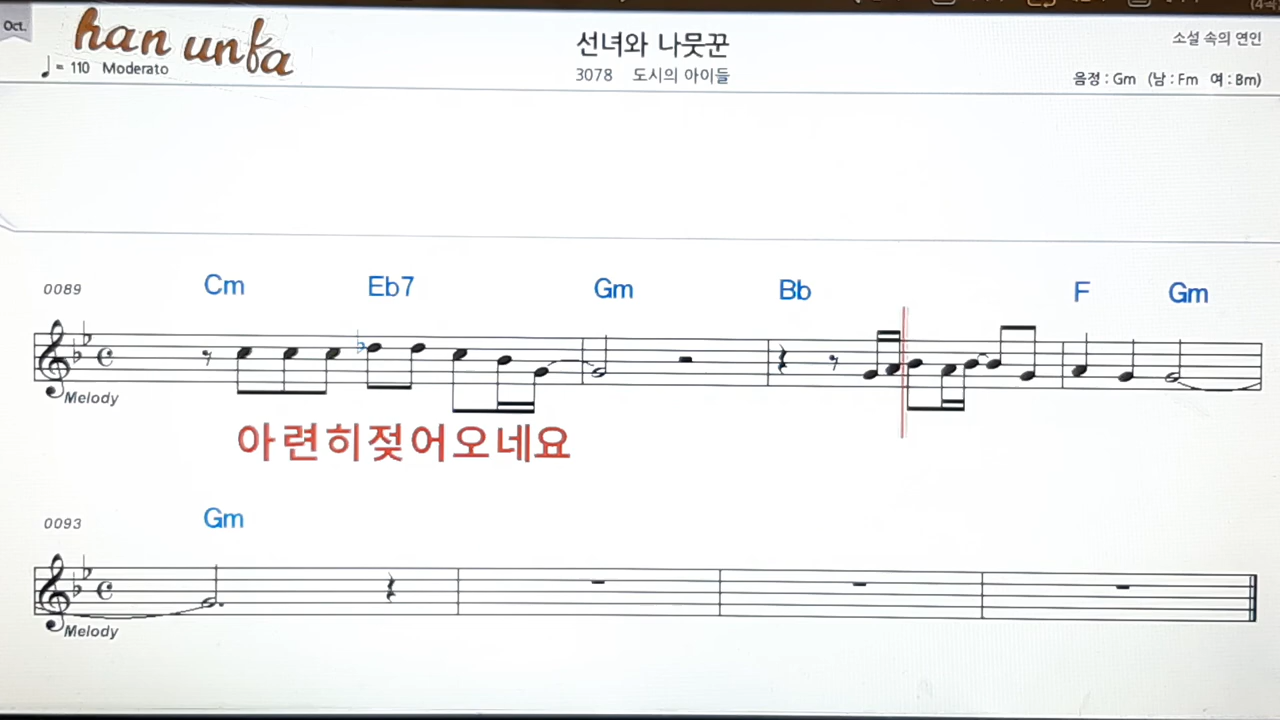 Oct.
han unfa
♩= 110 Moderato
선녀와 나뭇꾼
3078 도시의 아이들
소설 속의 연인
음정 : Gm (남 : Fm 여 : Bm)
0089 Cm Eb7 Gm Bb F Gm
Melody
아련히젖어오네요
0093 Gm
Melody